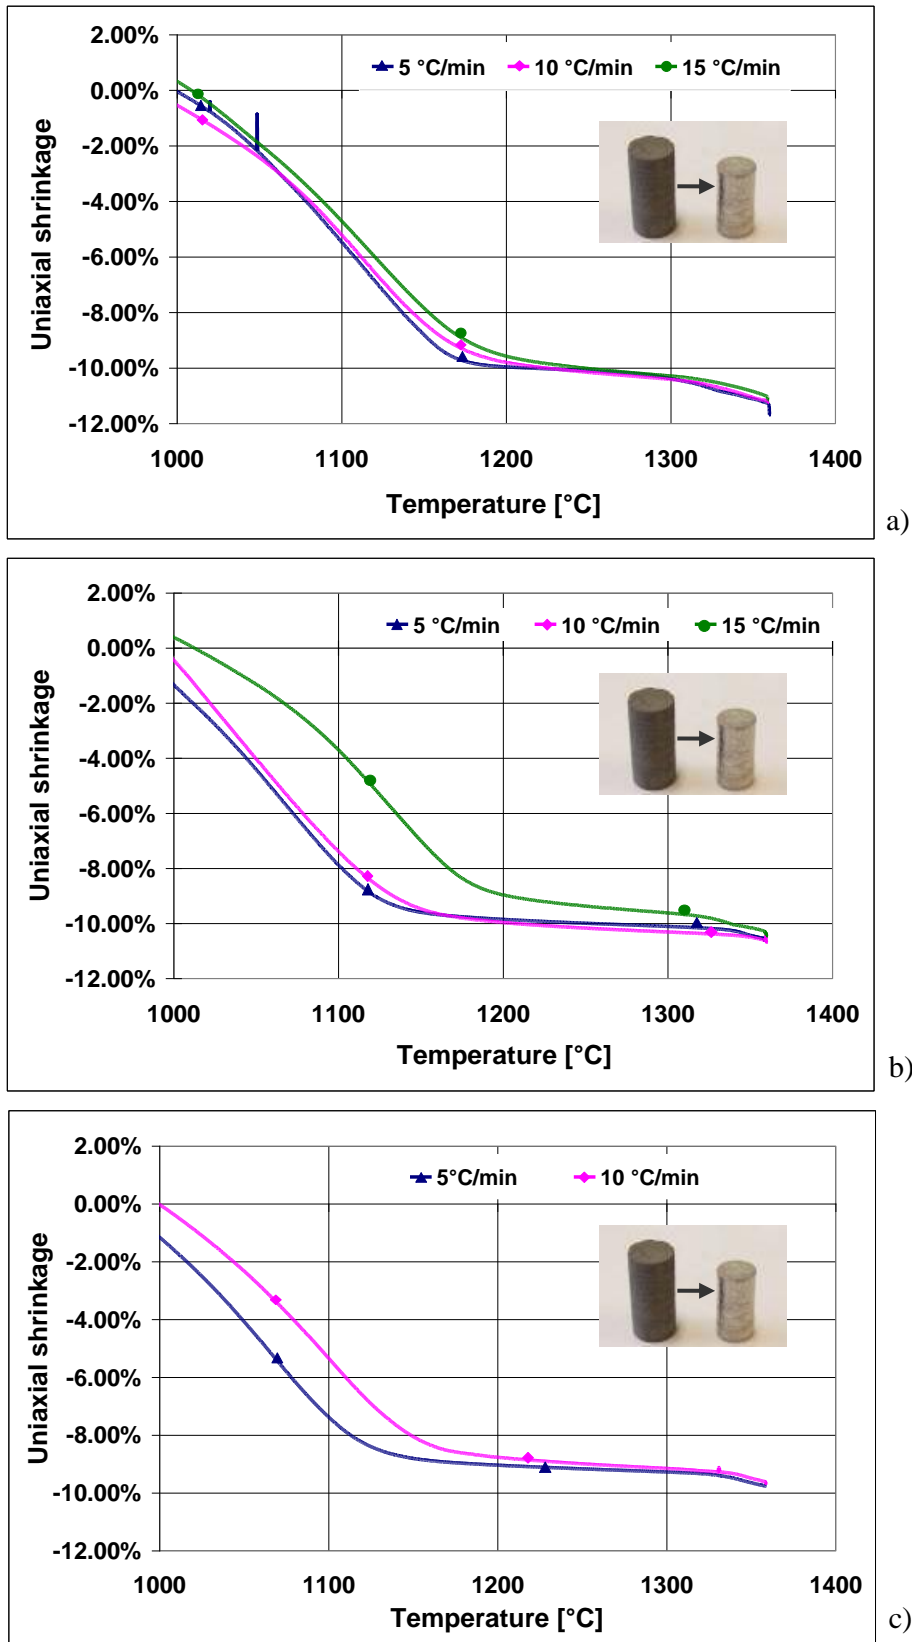 2.00%
5 °C/min 10 °C/min 15 °C/min
0.00%
-2.00%
-4.00%
-6.00%
-8.00%
-10.00%
-12.00%
Uniaxial shrinkage
1000 1100 1200 1300 1400
Temperature [°C]
a)
2.00%
5 °C/min 10 °C/min 15 °C/min
0.00%
-2.00%
-4.00%
-6.00%
-8.00%
-10.00%
-12.00%
Uniaxial shrinkage
1000 1100 1200 1300 1400
Temperature [°C]
b)
2.00%
5°C/min 10 °C/min
0.00%
-2.00%
-4.00%
-6.00%
-8.00%
-10.00%
-12.00%
Uniaxial shrinkage
1000 1100 1200 1300 1400
Temperature [°C]
c)